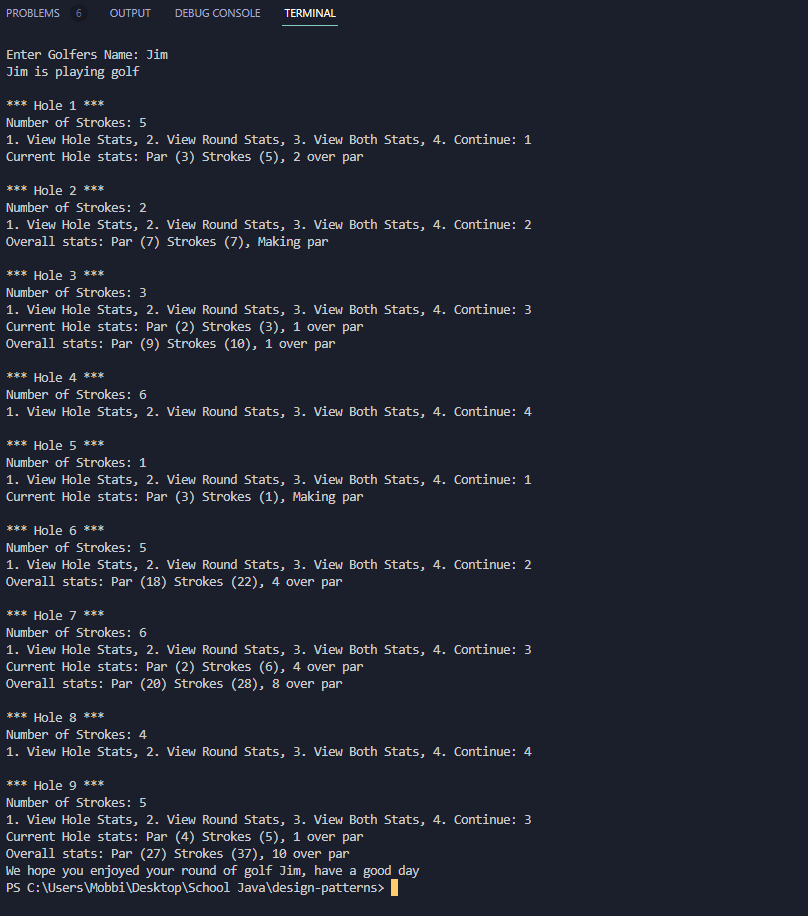 PROBLEMS 6 OUTPUT DEBUG CONSOLE TERMINAL
Enter Golfers Name: Jim
Jim is playing golf
*** Hole 1 ***
Number of Strokes: 5
1. View Hole Stats, 2. View Round Stats, 3. View Both Stats, 4. Continue: 1
Current Hole stats: Par (3) Strokes (5), 2 over par
*** Hole 2 ***
Number of Strokes: 2
1. View Hole Stats, 2. View Round Stats, 3. View Both Stats, 4. Continue: 2
Overall stats: Par (7) Strokes (7), Making par
*** Hole 3 ***
Number of Strokes: 3
1. View Hole Stats, 2. View Round Stats, 3. View Both Stats, 4. Continue: 3
Current Hole stats: Par (2) Strokes (3), 1 over par
Overall stats: Par (9) Strokes (10), 1 over par
*** Hole 4 ***
Number of Strokes: 6
1. View Hole Stats, 2. View Round Stats, 3. View Both Stats, 4. Continue: 4
*** Hole 5 ***
Number of Strokes: 1
1. View Hole Stats, 2. View Round Stats, 3. View Both Stats, 4. Continue: 1
Current Hole stats: Par (3) Strokes (1), Making par
*** Hole 6 ***
Number of Strokes: 5
1. View Hole Stats, 2. View Round Stats, 3. View Both Stats, 4. Continue: 2
Overall stats: Par (18) Strokes (22), 4 over par
*** Hole 7 ***
Number of Strokes: 6
1. View Hole Stats, 2. View Round Stats, 3. View Both Stats, 4. Continue: 3
Current Hole stats: Par (2) Strokes (6), 4 over par
Overall stats: Par (20) Strokes (28), 8 over par
*** Hole 8 ***
Number of Strokes: 4
1. View Hole Stats, 2. View Round Stats, 3. View Both Stats, 4. Continue: 4
*** Hole 9 ***
Number of Strokes: 5
1. View Hole Stats, 2. View Round Stats, 3. View Both Stats, 4. Continue: 3
Current Hole stats: Par (4) Strokes (5), 1 over par
Overall stats: Par (27) Strokes (37), 10 over par
We hope you enjoyed your round of golf Jim, have a good day
PS C:\Users\Mobbi\Desktop\School Java\design-patterns>